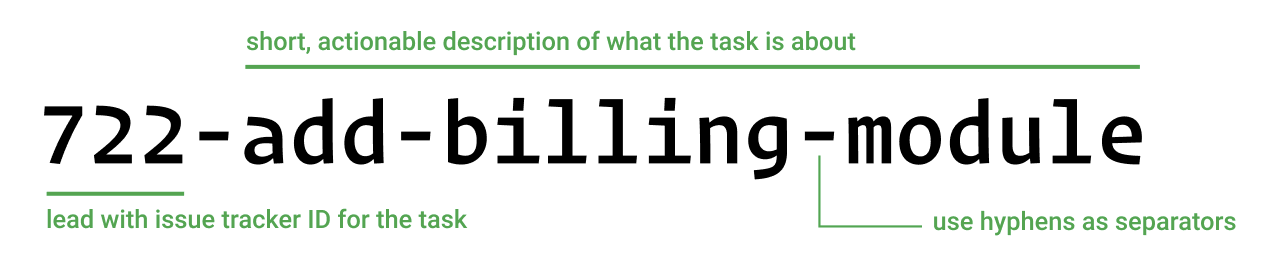 short, actionable description of what the task is about
722-add-billing-module
lead with issue tracker ID for the task
use hyphens as separators